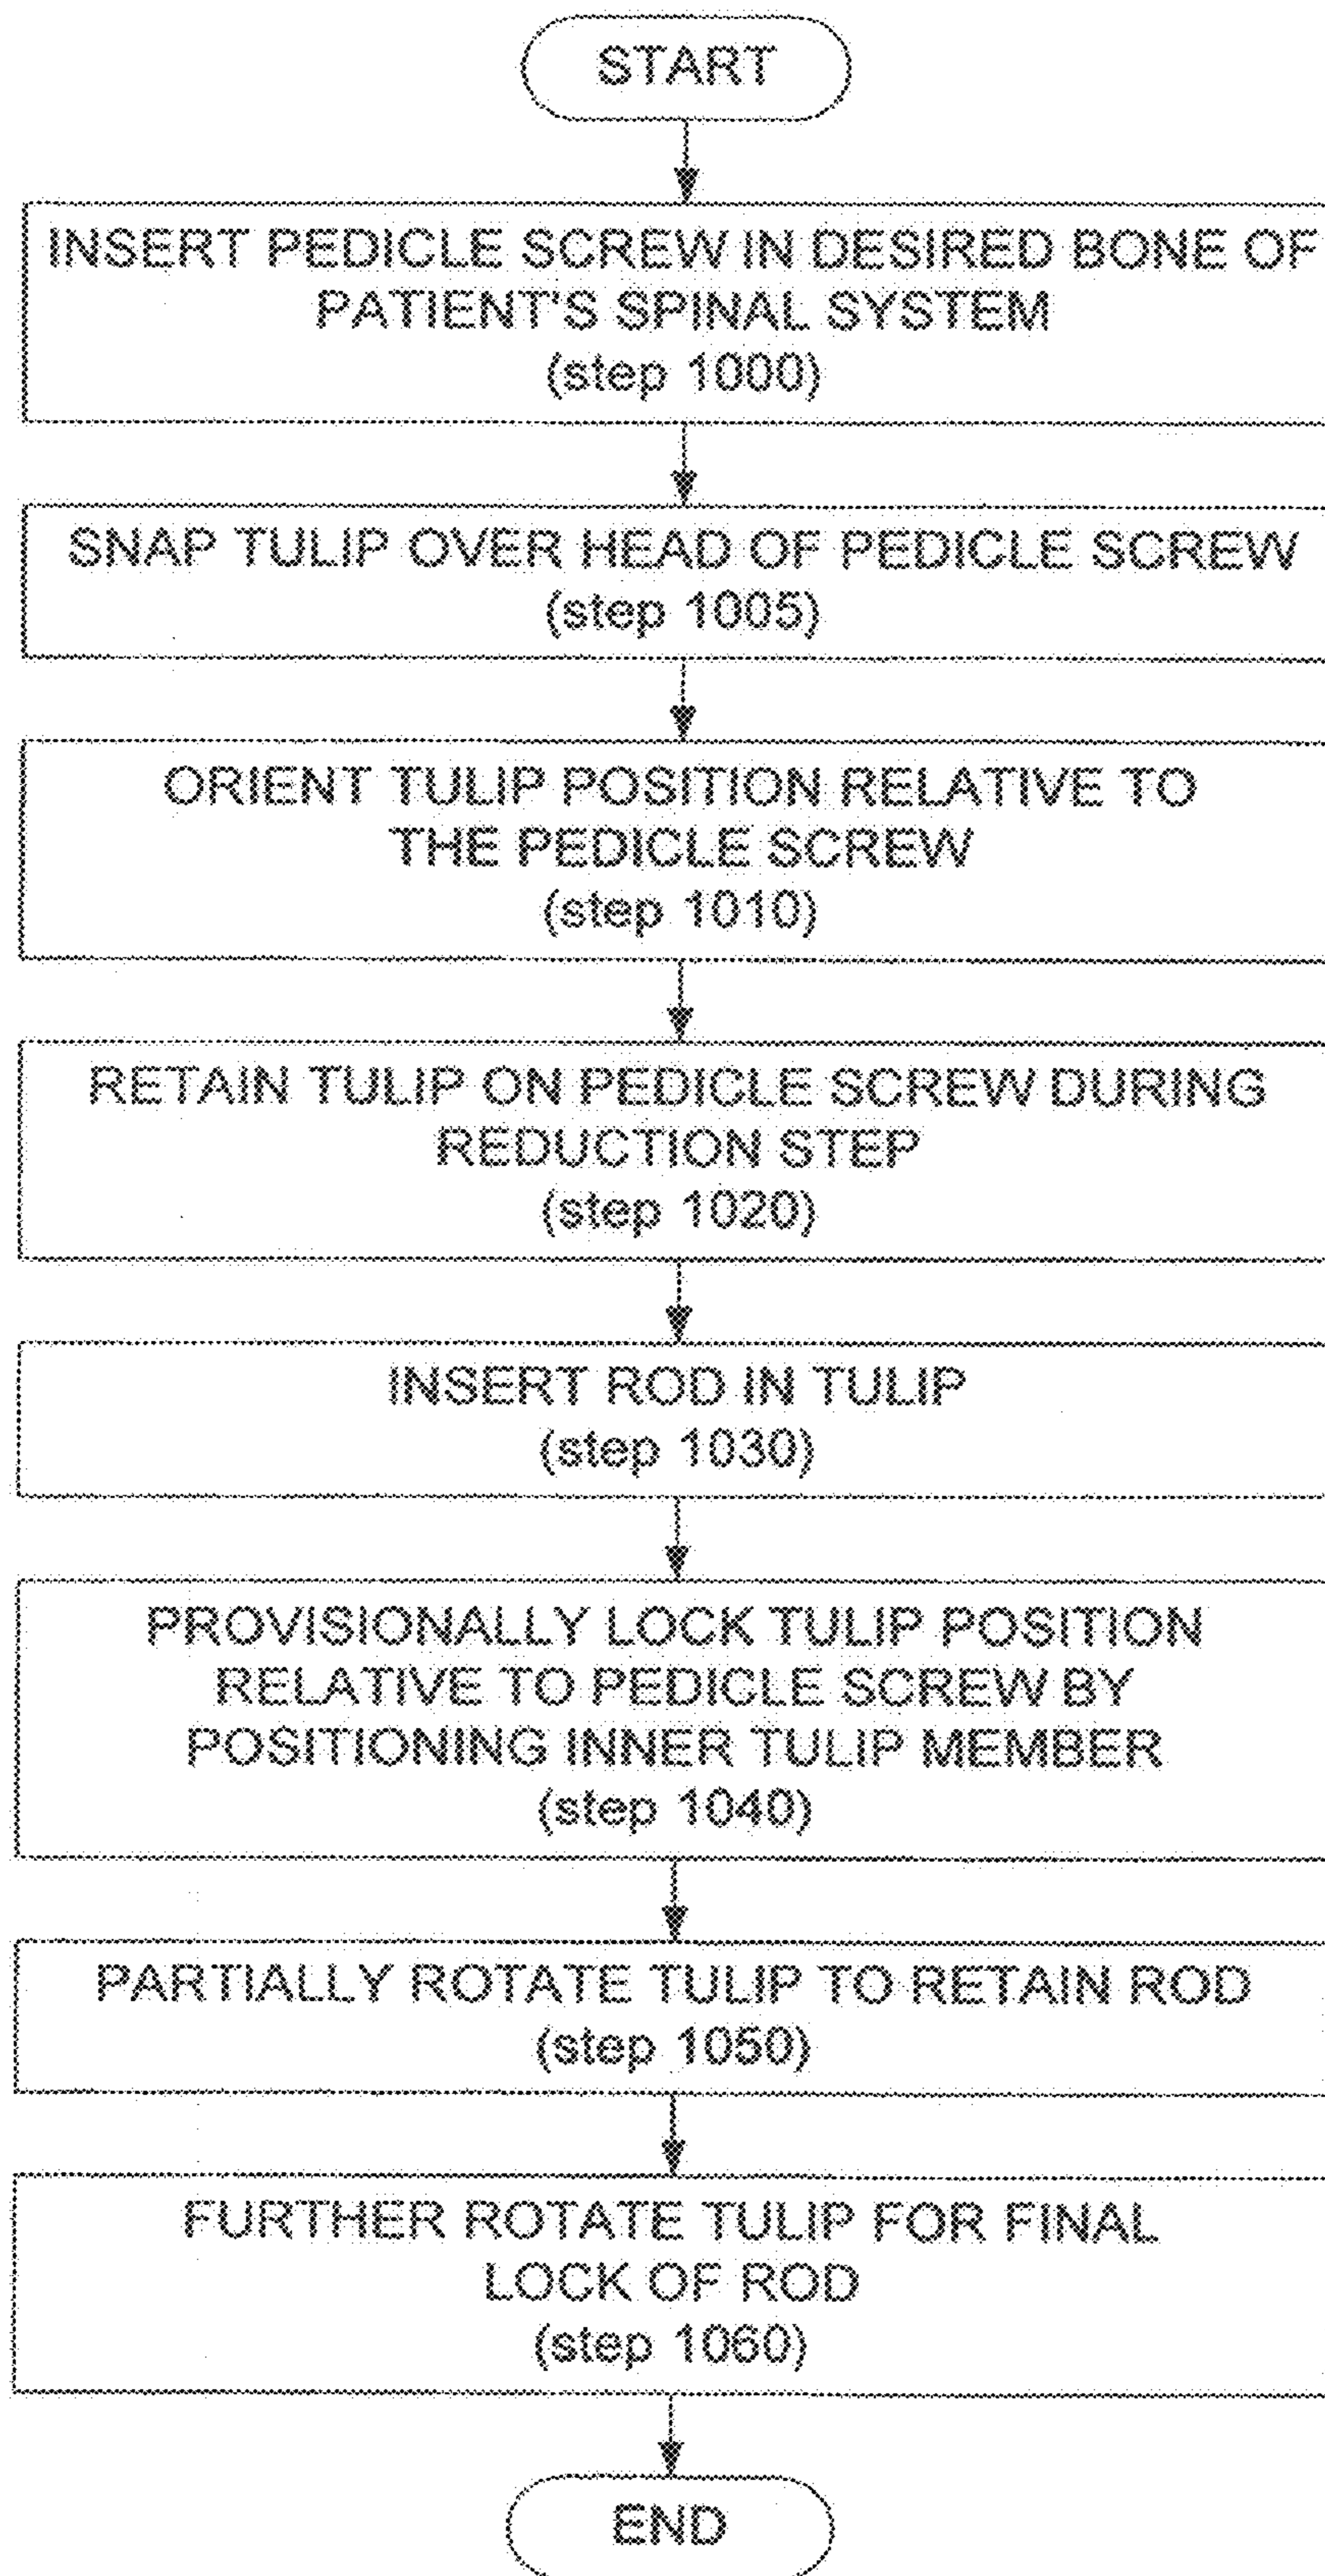 START
INSERT PEDICLE SCREW IN DESIRED BONE OF
PATIENT'S SPINAL SYSTEM
(step 1000)
SNAP TULIP OVER HEAD OF PEDICLE SCREW
(step 1005)
ORIENT TULIP POSITION RELATIVE TO
THE PEDICLE SCREW
(step 1010)
RETAIN TULIP ON PEDICLE SCREW DURING
REDUCTION STEP
(step 1020)
INSERT ROD IN TULIP
(step 1030)
PROVISIONALLY LOCK TULIP POSITION
RELATIVE TO PEDICLE SCREW BY
POSITIONING INNER TULIP MEMBER
(step 1040)
PARTIALLY ROTATE TULIP TO RETAIN ROD
(step 1050)
FURTHER ROTATE TULIP FOR FINAL
LOCK OF ROD
(step 1060)
END